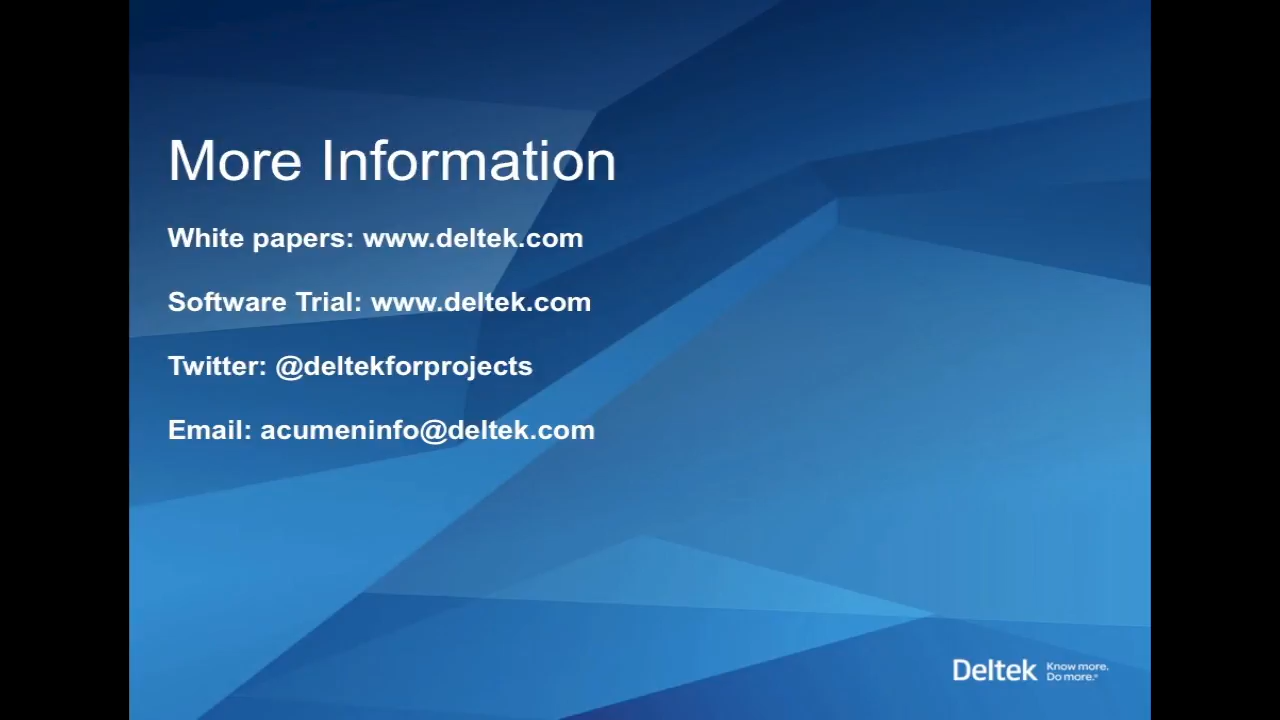 More Information
White papers: www.deltek.com
Software Trial: www.deltek.com
Twitter: @deltekforprojects
Email: acumeninfo@deltek.com
Deltek
Know more.
Do more.®